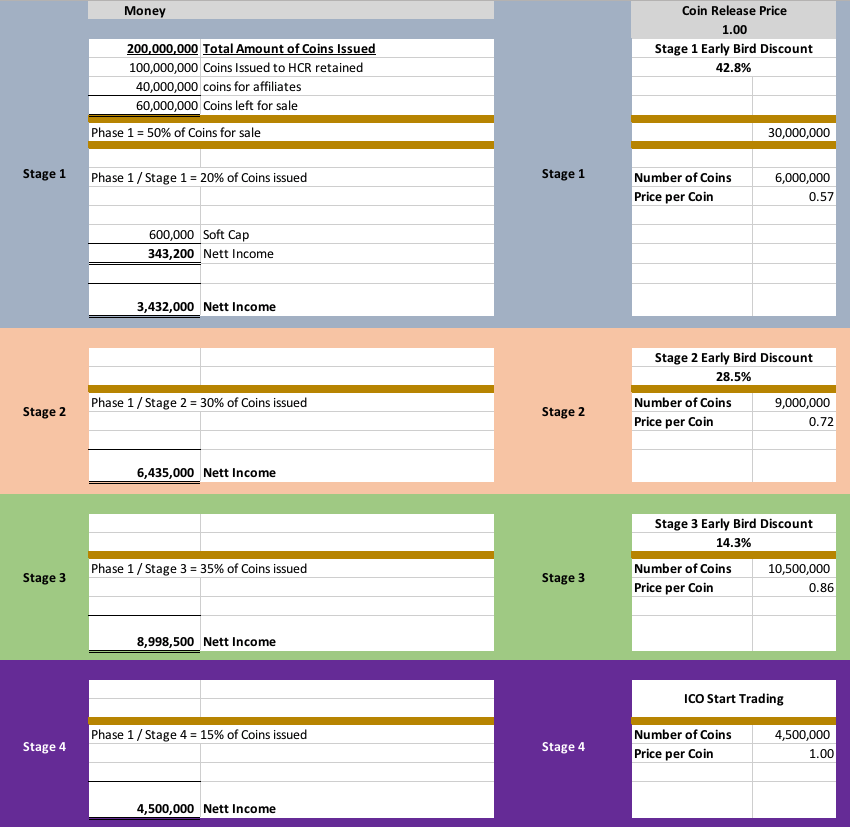 Money
Coin Release Price
1.00
200,000,000 Total Amount of Coins Issued
Stage 1 Early Bird Discount
100,000,000 Coins Issued to HCR retained
42.8%
40,000,000 coins for affiliates
60,000,000 Coins left for sale
Phase 1 = 50% of Coins for sale
30,000,000
Stage 1
Stage 1
Phase 1 / Stage 1 = 20% of Coins issued
Number of Coins 6,000,000
Price per Coin 0.57
600,000 Soft Cap
343,200 Nett Income
3,432,000 Nett Income
Stage 2 Early Bird Discount
28.5%
Phase 1 / Stage 2 = 30% of Coins issued
Number of Coins 9,000,000
Stage 2
Stage 2
Price per Coin 0.72
6,435,000 Nett Income
Stage 3 Early Bird Discount
14.3%
Phase 1 / Stage 3 = 35% of Coins issued
Number of Coins 10,500,000
Stage 3
Stage 3
Price per Coin 0.86
8,998,500 Nett Income
ICO Start Trading
Phase 1 / Stage 4 = 15% of Coins issued
Number of Coins 4,500,000
Stage 4
Stage 4
Price per Coin 1.00
4,500,000 Nett Income